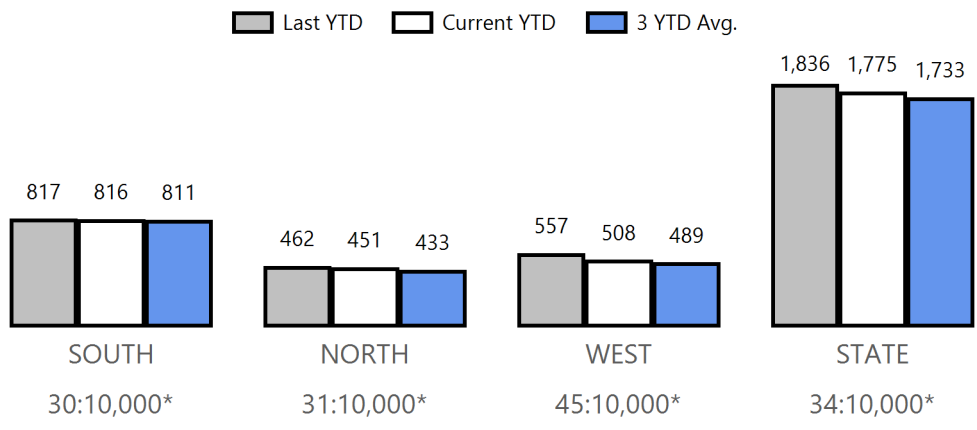 Last YTD Current YTD 3 YTD Avg.
1,836 1,775 1,733
817 816 811
462 451 433
557 508 489
SOUTH NORTH WEST STATE
30:10,000* 31:10,000* 45:10,000* 34:10,000*